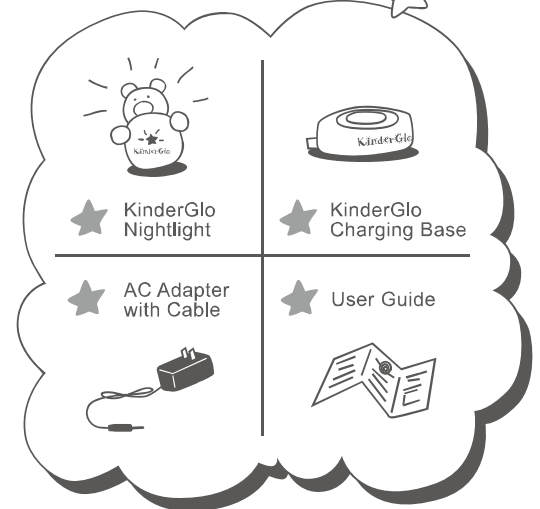 KinderGlo
KinderGlo
KinderGlo
Nightlight
KinderGlo
Charging Base
AC Adapter
with Cable
User Guide